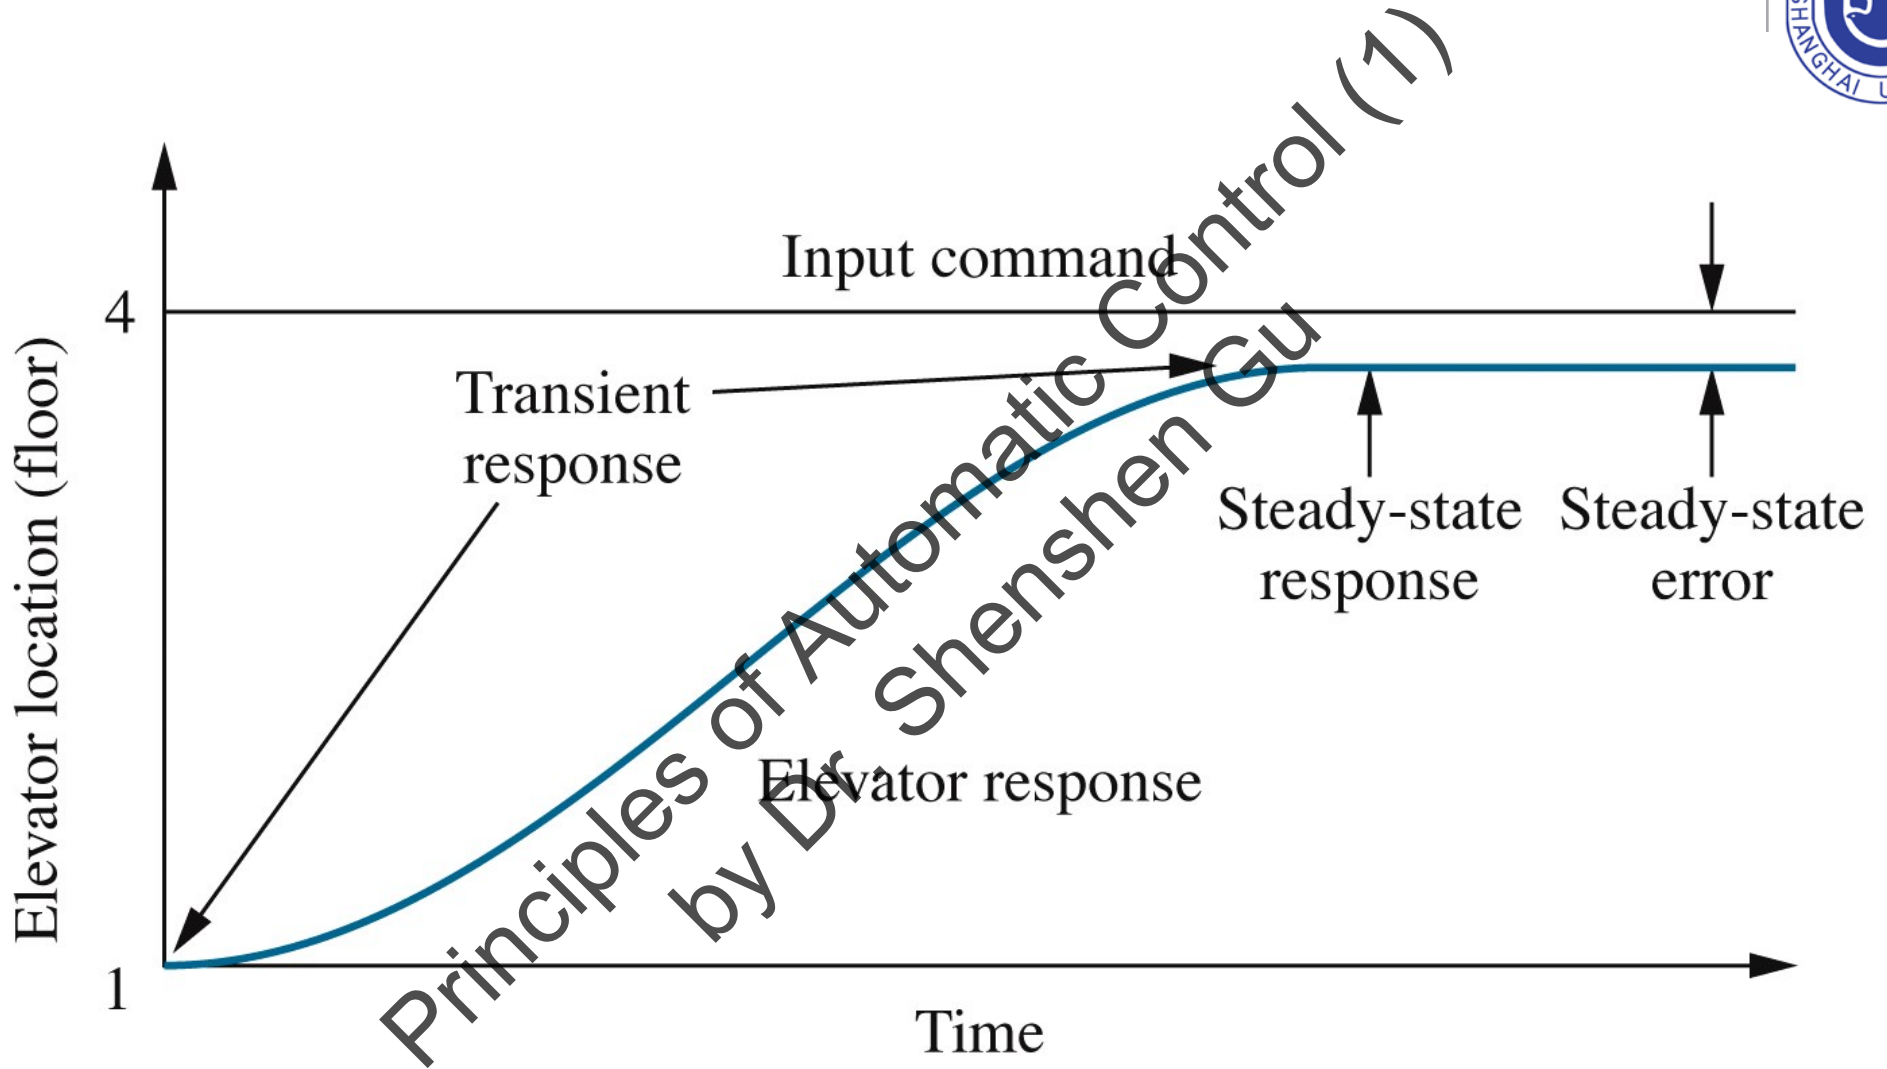 SHANGHAI U
Input command
4
Transient
response
Steady-state
response
Steady-state
error
Elevator response
Elevator location (floor)
1
Time
Principles of Automatic Control (1)
by Dr. Shenshen Gu